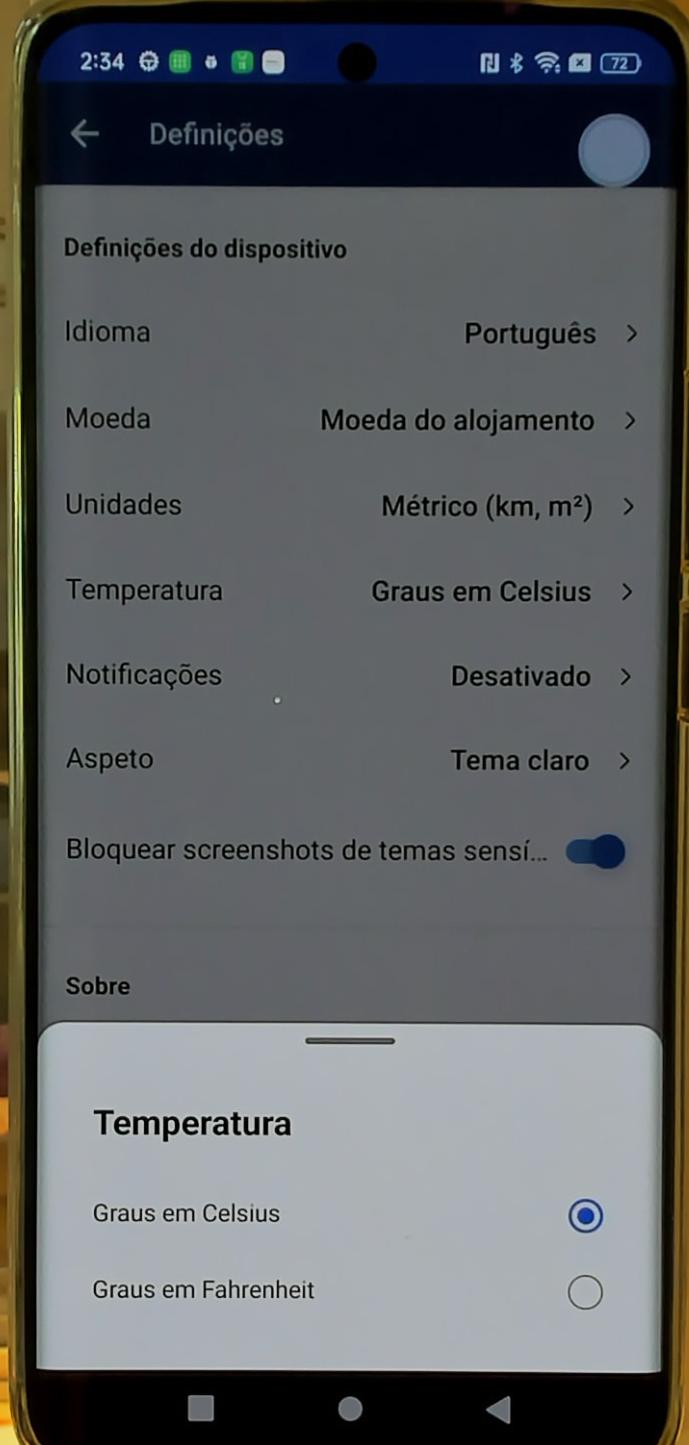 2:34 72
Definições
Definições do dispositivo
Idioma Português
Moeda Moeda do alojamento
Unidades Métrico (km, m²)
Temperatura Graus em Celsius
Notificações Desativado
Aspeto Tema claro
Bloquear screenshots de temas sensí...
Sobre
Temperatura
Graus em Celsius
Graus em Fahrenheit